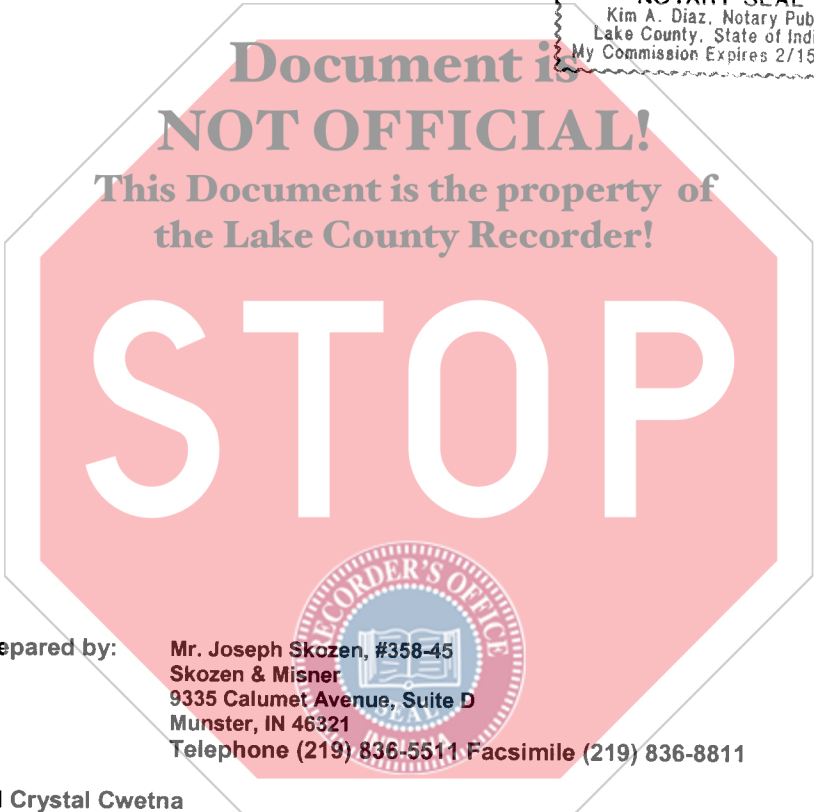 NOTARY SEAL
Kim A. Diaz, Notary Pub
Lake County, State of Indi
My Commission Expires 2/15
Document is
NOT OFFICIAL!
This Document is the property of
the Lake County Recorder!
STOP
RECORDER'S OFFICE
epared by: Mr. Joseph Skozen, #358-45
Skozen & Misner
9335 Calumet Avenue, Suite D
SEAL
Munster, IN 46321
Telephone (219) 836-5511 Facsimile (219) 836-8811
Crystal Cwetna